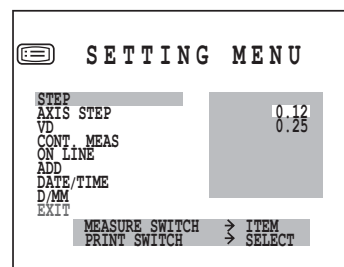 SETTING MENU
STEP
AXIS STEP 0.12
VD 0.25
CONT. MEAS
ON LINE
ADD
DATE/TIME
D/MM
EXIT
MEASURE SWITCH → ITEM
PRINT SWITCH → SELECT